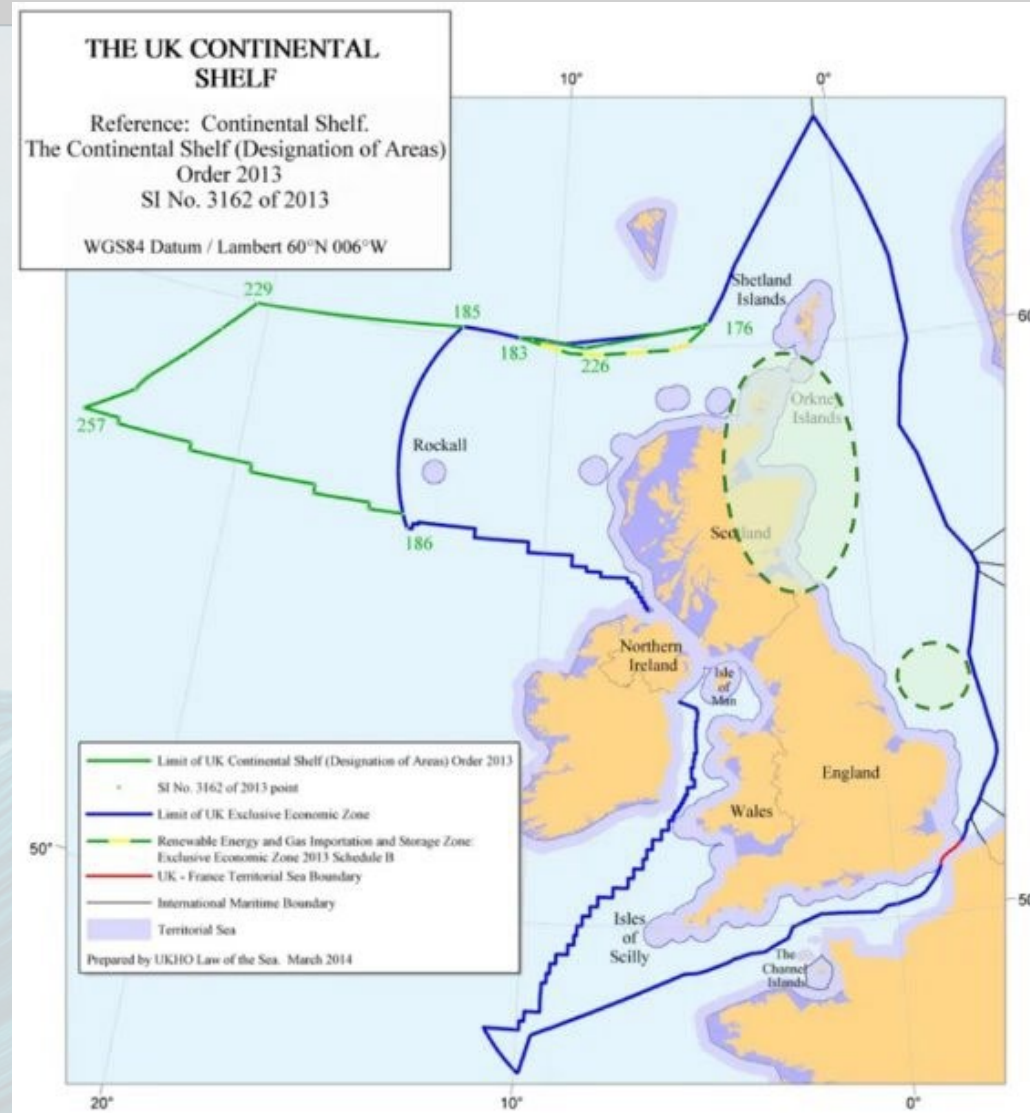 THE UK CONTINENTAL
SHELF
Reference: Continental Shelf.
The Continental Shelf (Designation of Areas)
Order 2013
SI No. 3162 of 2013
WGS84 Datum / Lambert 60°N 006°W
10°
0°
229
185
183
226
176
257
186
60
Shetland
Islands
Orkney
Islands
Rockall
Scotland
Northern
Ireland
Isle
of
Man
England
Wales
Isles
of
Scilly
The
Channel
Islands
50°
50
Limit of UK Continental Shelf (Designation of Areas) Order 2013
SI No. 3162 of 2013 point
Limit of UK Exclusive Economic Zone
Renewable Energy and Gas Importation and Storage Zone:
Exclusive Economic Zone 2013 Schedule B
UK - France Territorial Sea Boundary
International Maritime Boundary
Territorial Sea
Prepared by UKHO Law of the Sea. March 2014
20°
10°
0°